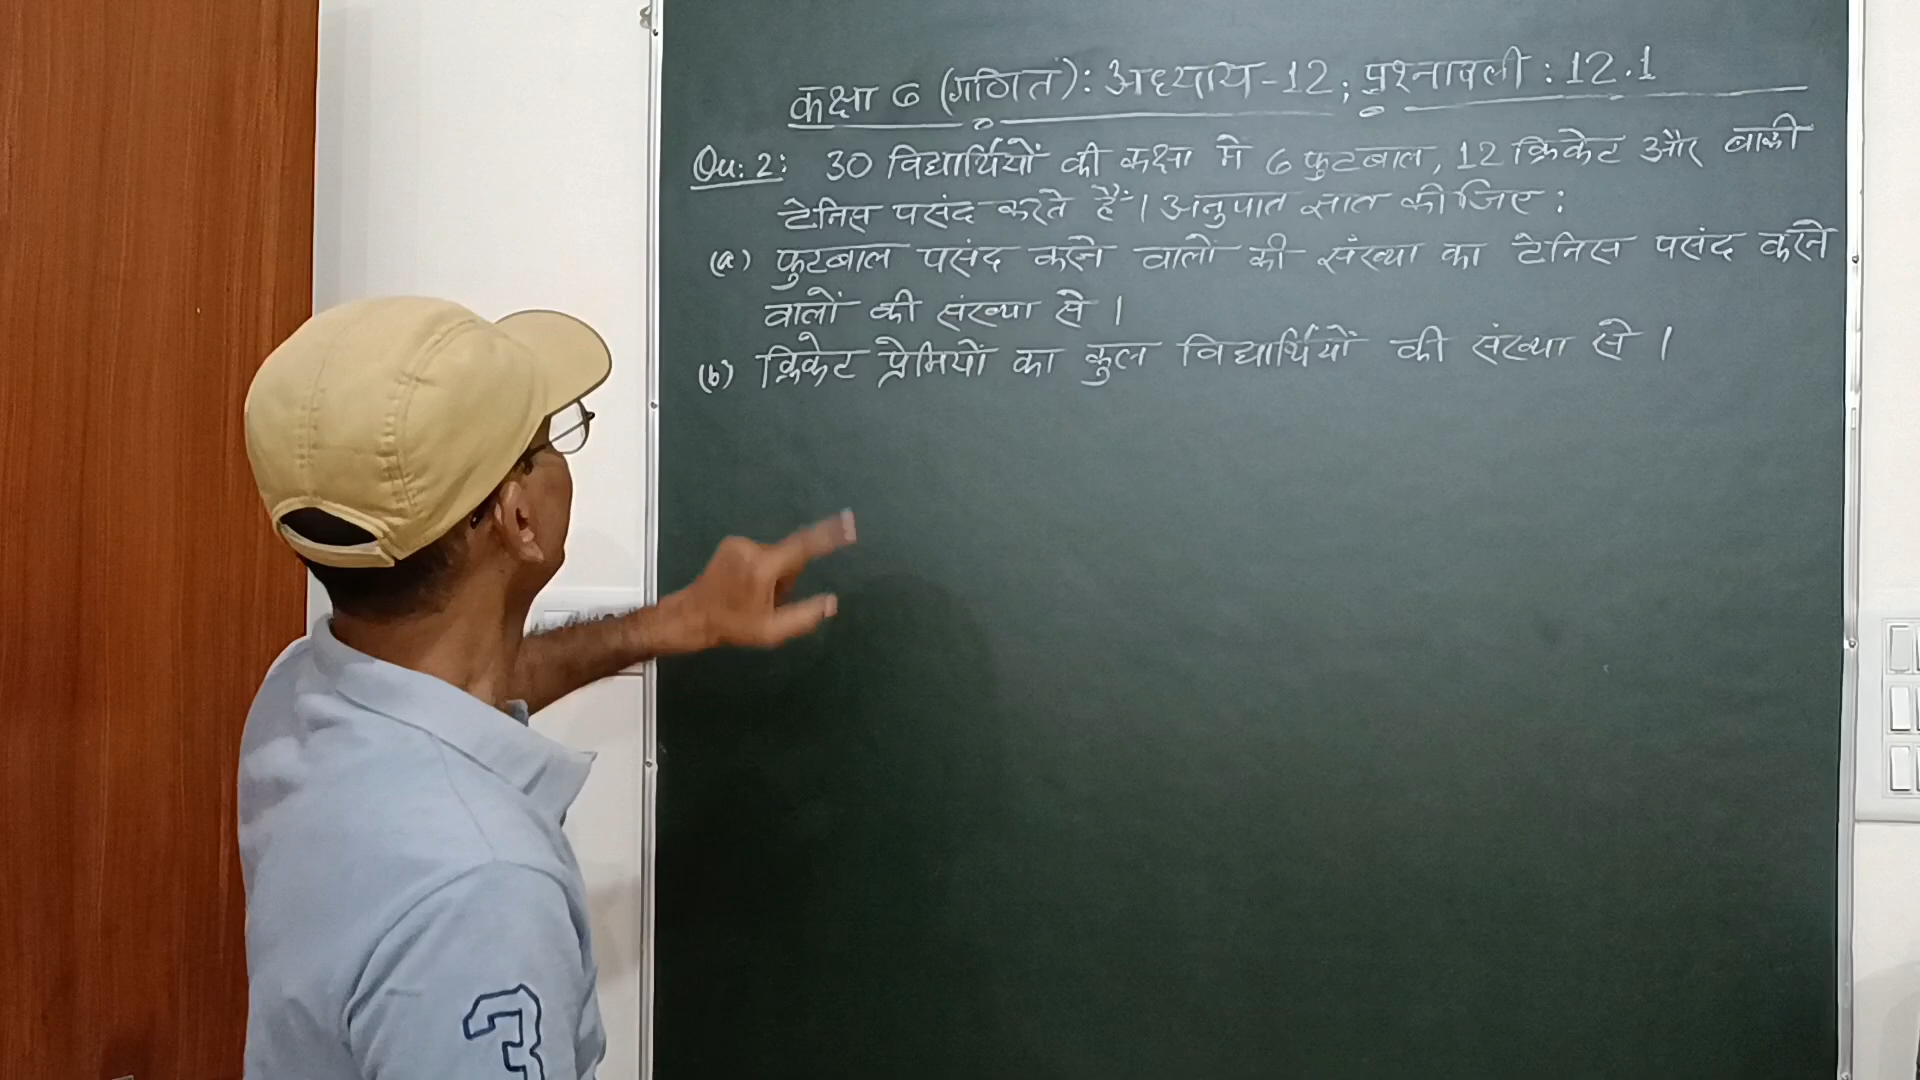 कक्षा 6 (गणित): अध्याय-12; प्रश्नावली: 12.1
Qu: 2: 30 विद्यार्थियों की कक्षा में 6 फुटबाल, 12 क्रिकेट और बाकी
टेनिस पसंद करते हैं। अनुपात ज्ञात कीजिए:
(a) फुटबाल पसंद करने वालों की संख्या का टेनिस पसंद करने
वालों की संख्या से।
(b) क्रिकेट प्रेमियों का कुल विद्यार्थियों की संख्या से।
3